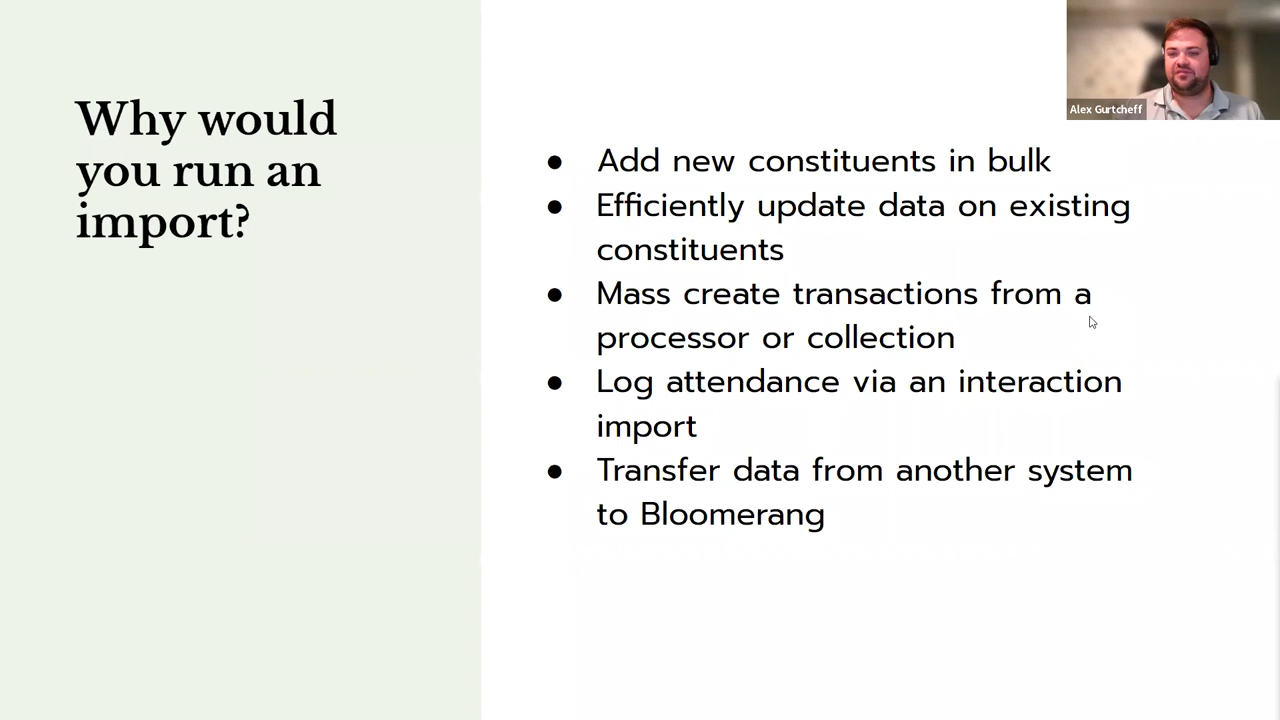 Why would
you run an
import?
Alex Gurtcheff
● Add new constituents in bulk
● Efficiently update data on existing
constituents
● Mass create transactions from a
processor or collection
● Log attendance via an interaction
import
● Transfer data from another system
to Bloomerang